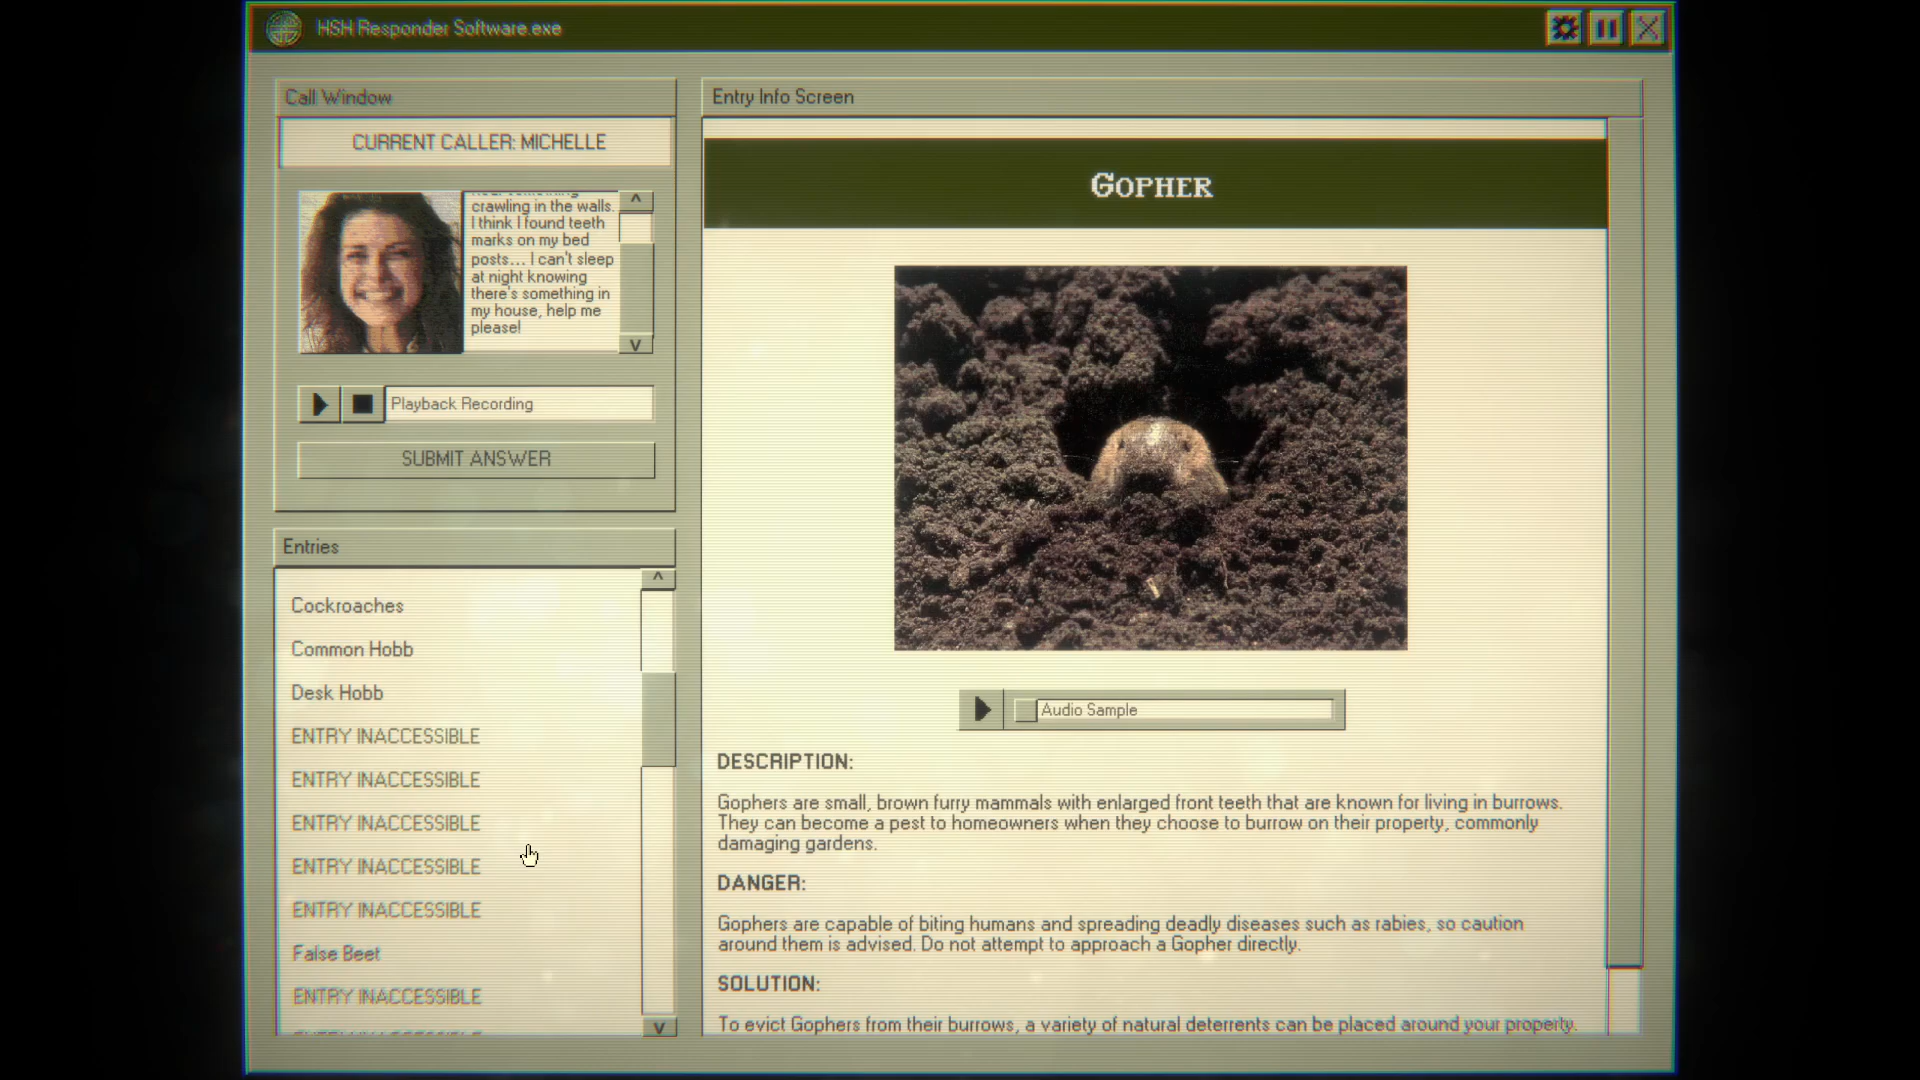 HSH Responder Software.exe
Call Window
CURRENT CALLER: MICHELLE
crawling in the walls.
I think I found teeth
marks on my bed
posts... I can't sleep
at night knowing
there's something in
my house, help me
please!
Playback Recording
SUBMIT ANSWER
Entries
Cockroaches
Common Hobb
Desk Hobb
ENTRY INACCESSIBLE
ENTRY INACCESSIBLE
ENTRY INACCESSIBLE
ENTRY INACCESSIBLE
ENTRY INACCESSIBLE
False Beet
ENTRY INACCESSIBLE
Entry Info Screen
GOPHER
Audio Sample
DESCRIPTION:
Gophers are small, brown furry mammals with enlarged front teeth that are known for living in burrows.
They can become a pest to homeowners when they choose to burrow on their property, commonly
damaging gardens.
DANGER:
Gophers are capable of biting humans and spreading deadly diseases such as rabies, so caution
around them is advised. Do not attempt to approach a Gopher directly.
SOLUTION:
To evict Gophers from their burrows, a variety of natural deterrents can be placed around your property.